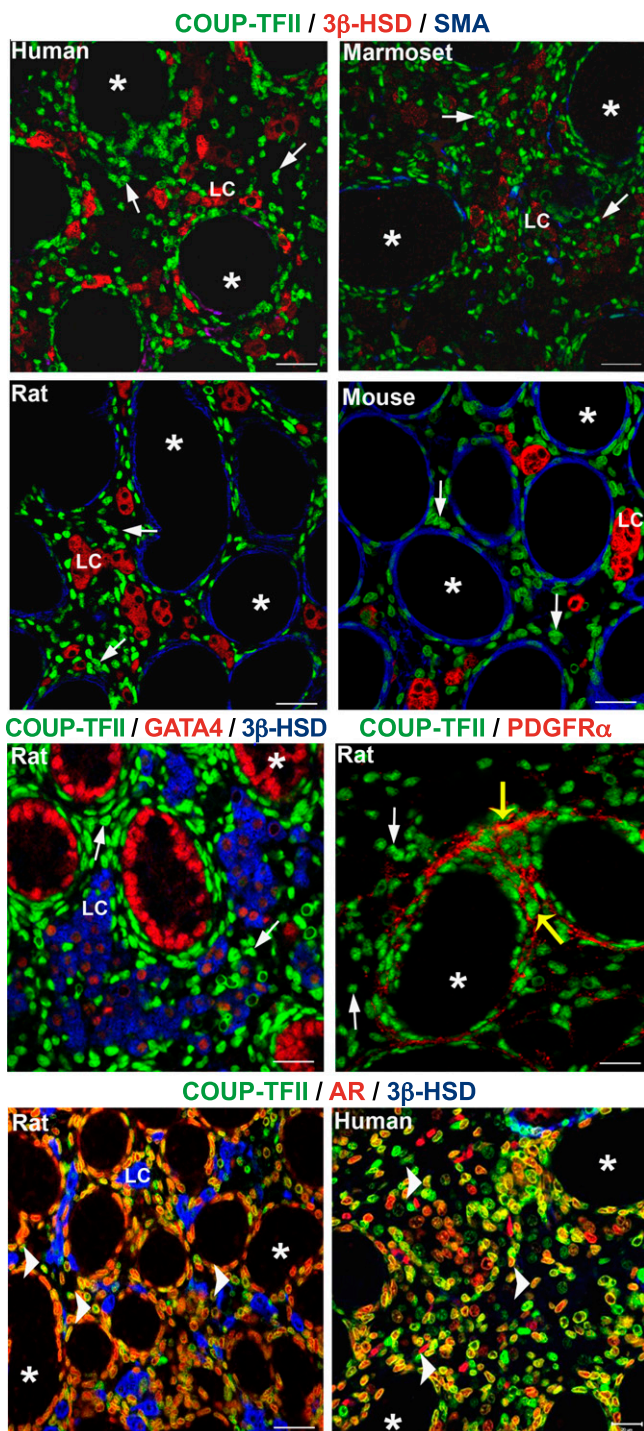 COUP-TFII / 3β-HSD / SMA
Human
*
LC
*
Marmoset
*
LC
*
Rat
*
LC
*
Mouse
*
LC
*
COUP-TFII / GATA4 / 3β-HSD
Rat
*
LC
COUP-TFII / PDGFRα
Rat
*
COUP-TFII / AR / 3β-HSD
Rat
LC
*
*
Human
*
*